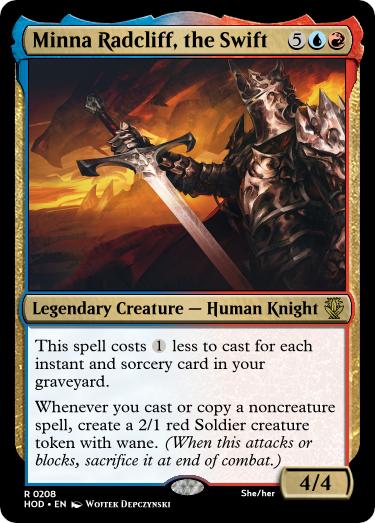 Minna Radcliff, the Swift 5
Legendary Creature — Human Knight
This spell costs 1 less to cast for each
instant and sorcery card in your
graveyard.
Whenever you cast or copy a noncreature
spell, create a 2/1 red Soldier creature
token with wane. (When this attacks or
blocks, sacrifice it at end of combat.)
4/4
R 0208
She/her
HOD • EN Wojtek Depczynski